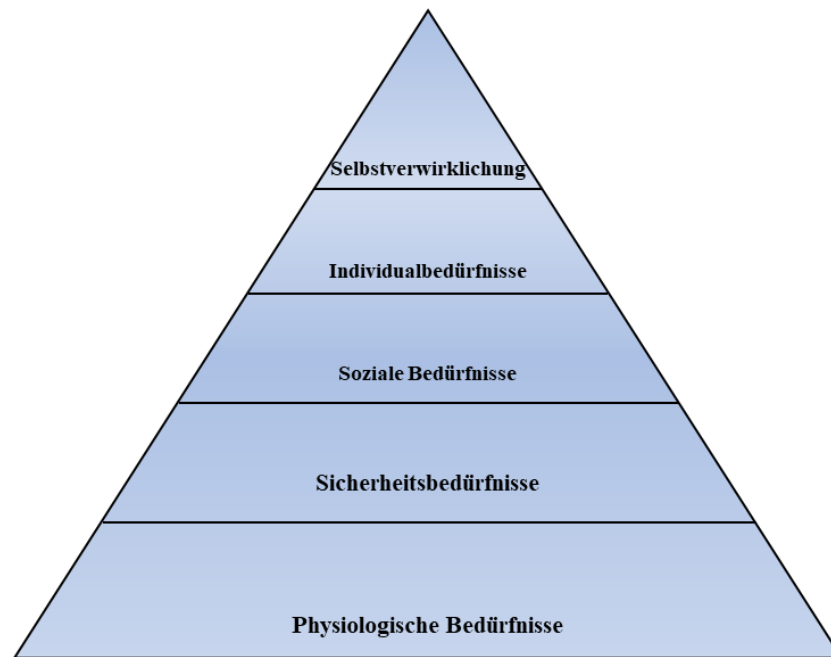 Selbstverwirklichung
Individualbedürfnisse
Soziale Bedürfnisse
Sicherheitsbedürfnisse
Physiologische Bedürfnisse